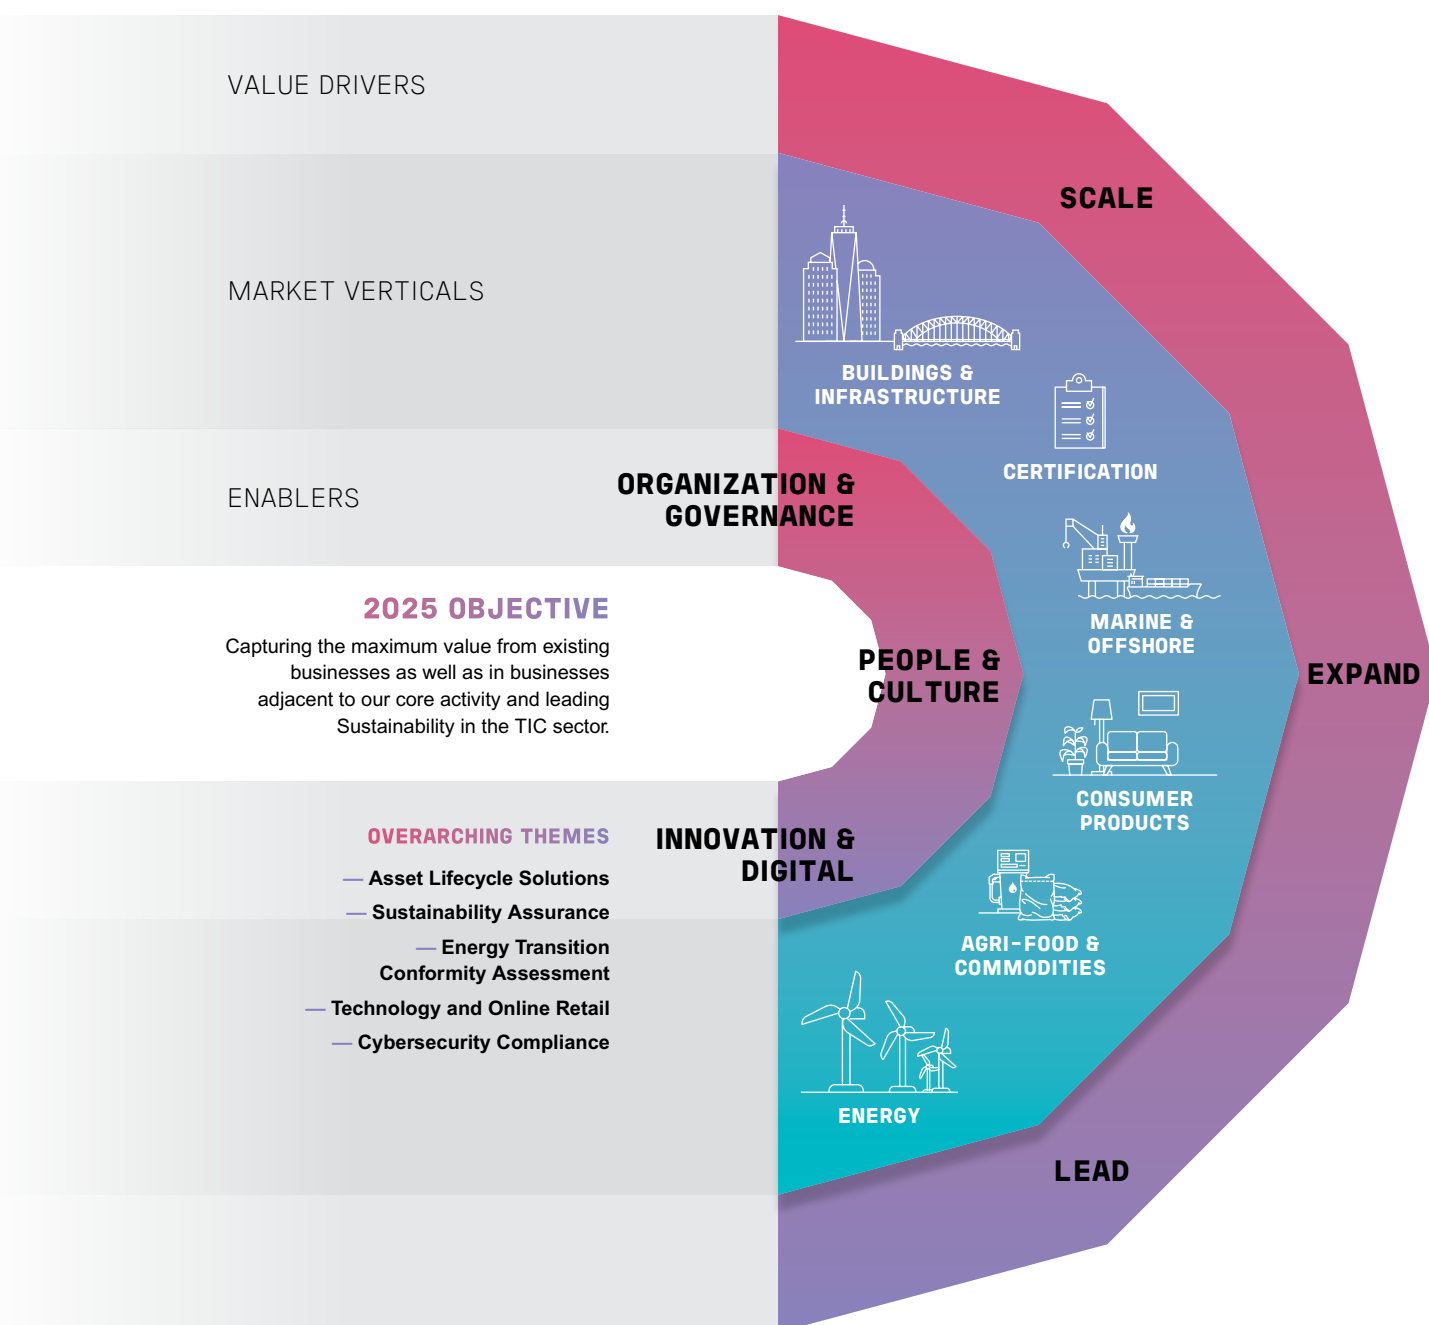 VALUE DRIVERS
SCALE
MARKET VERTICALS
BUILDINGS &
INFRASTRUCTURE
CERTIFICATION
ENABLERS
ORGANIZATION &
GOVERNANCE
MARINE &
OFFSHORE
2025 OBJECTIVE
Capturing the maximum value from existing
businesses as well as in businesses
adjacent to our core activity and leading
Sustainability in the TIC sector.
PEOPLE &
CULTURE
EXPAND
CONSUMER
PRODUCTS
OVERARCHING THEMES
— Asset Lifecycle Solutions
— Sustainability Assurance
— Energy Transition
Conformity Assessment
— Technology and Online Retail
— Cybersecurity Compliance
INNOVATION &
DIGITAL
AGRI-FOOD &
COMMODITIES
ENERGY
LEAD